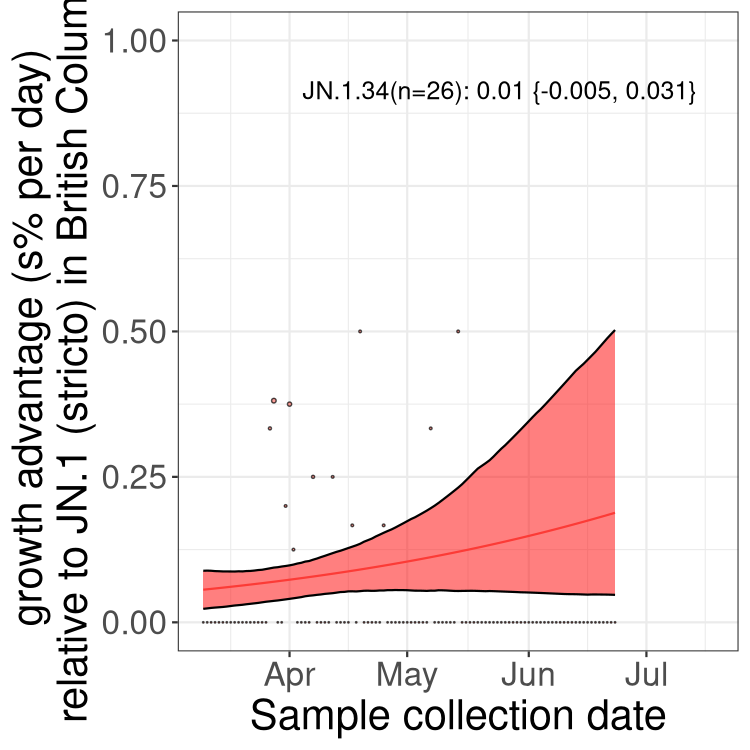 growth advantage (s% per day)
relative to JN.1 (stricto) in British Colum
1.00
0.75
0.50
0.25
0.00
JN.1.34(n=26): 0.01 {-0.005, 0.031}
Apr May Jun Jul
Sample collection date